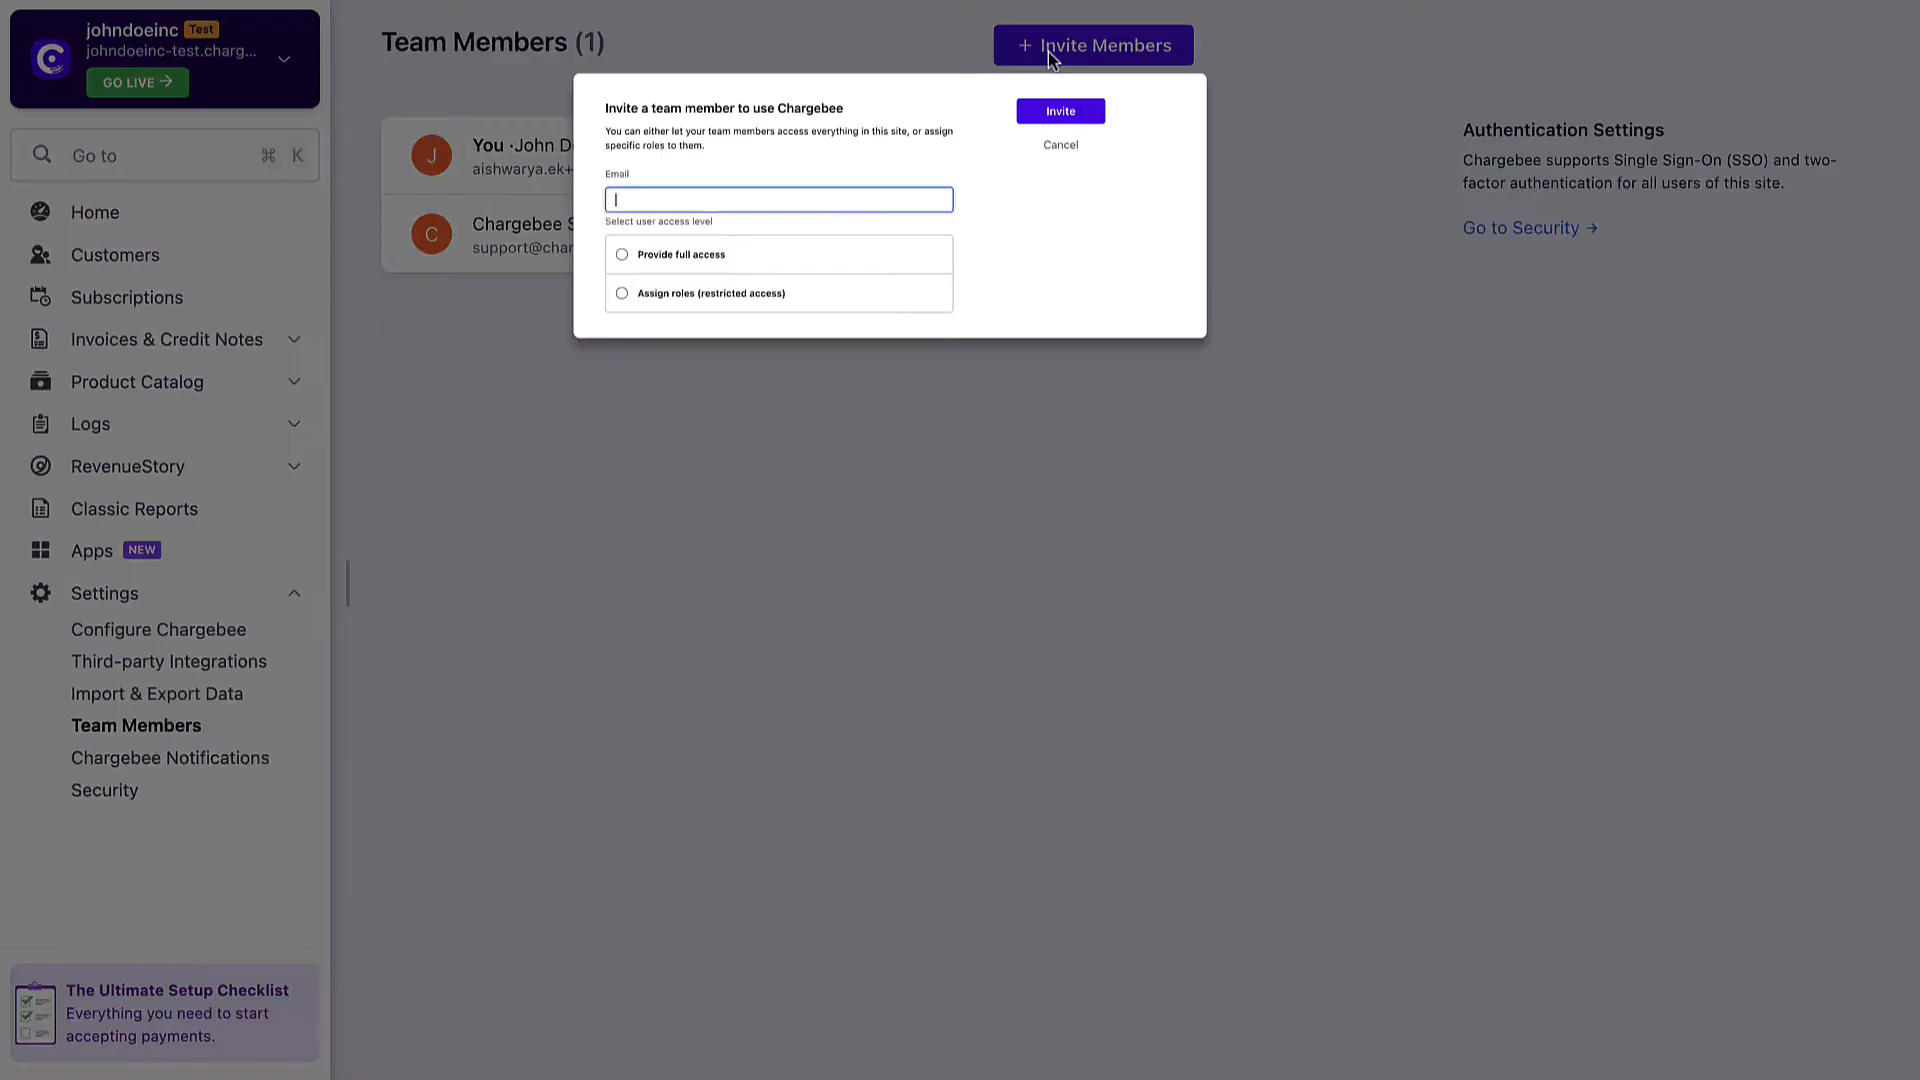 johndoeinc Test
johndoeinc-test.charg...
GO LIVE →
Go to ⌘ K
Home
Customers
Subscriptions
Invoices & Credit Notes
Product Catalog
Logs
RevenueStory
Classic Reports
Apps NEW
Settings
Configure Chargebee
Third-party Integrations
Import & Export Data
Team Members
Chargebee Notifications
Security
The Ultimate Setup Checklist
Everything you need to start
accepting payments.
Team Members (1)
+ Invite Members
J
You ·John D
aishwarya.ek+
C
Chargebee S
support@char
Invite a team member to use Chargebee
You can either let your team members access everything in this site, or assign
specific roles to them.
Email
Select user access level
Provide full access
Assign roles (restricted access)
Invite
Cancel
Authentication Settings
Chargebee supports Single Sign-On (SSO) and two-
factor authentication for all users of this site.
Go to Security →